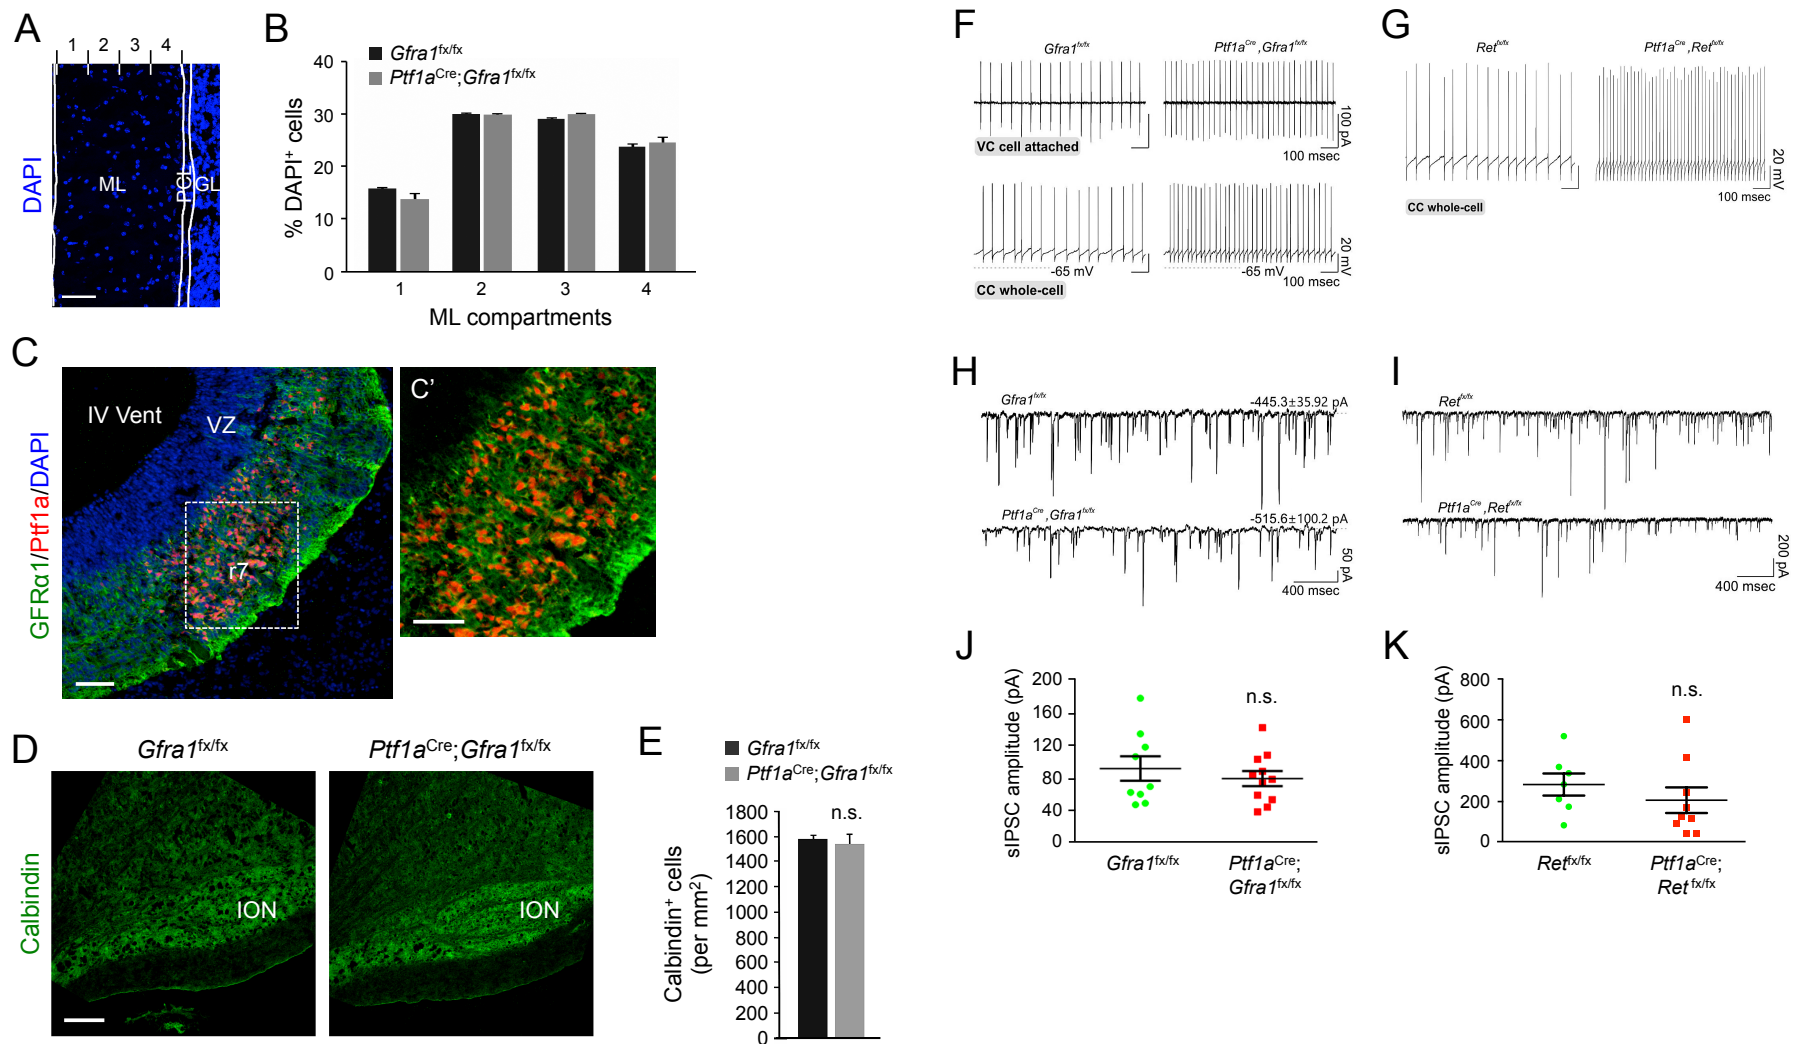 A
1 2 3 4
DAPI
ML
PCL
GL
B
Gfra1fx/fx
Ptf1aCre;Gfra1fx/fx
% DAPI+ cells
40
30
20
10
0
1 2 3 4
ML compartments
C
GFRα1/Ptf1a/DAPI
IV Vent
VZ
r7
C'
D
Gfra1fx/fx
Ptf1aCre;Gfra1fx/fx
Calbindin
ION
ION
E
Gfra1fx/fx
Ptf1aCre;Gfra1fx/fx
Calbindin+ cells
(per mm2)
1800
1600
1400
1200
1000
800
600
400
200
0
n.s.
F
Gfra1fx/fx
Ptf1aCre,Gfra1fx/fx
VC cell attached
100 pA
100 msec
-65 mV
-65 mV
20 mV
100 msec
CC whole-cell
G
Retfx/fx
Ptf1aCre,Retfx/fx
20 mV
100 msec
CC whole-cell
H
Gfra1fx/fx
-445.3±35.92 pA
Ptf1aCre,Gfra1fx/fx
-515.6±100.2 pA
50 pA
400 msec
I
Retfx/fx
Ptf1aCre,Retfx/fx
200 pA
400 msec
J
sIPSC amplitude (pA)
200
160
120
80
40
0
n.s.
Gfra1fx/fx
Ptf1aCre;
Gfra1fx/fx
K
sIPSC amplitude (pA)
800
600
400
200
0
n.s.
Retfx/fx
Ptf1aCre;
Retfx/fx